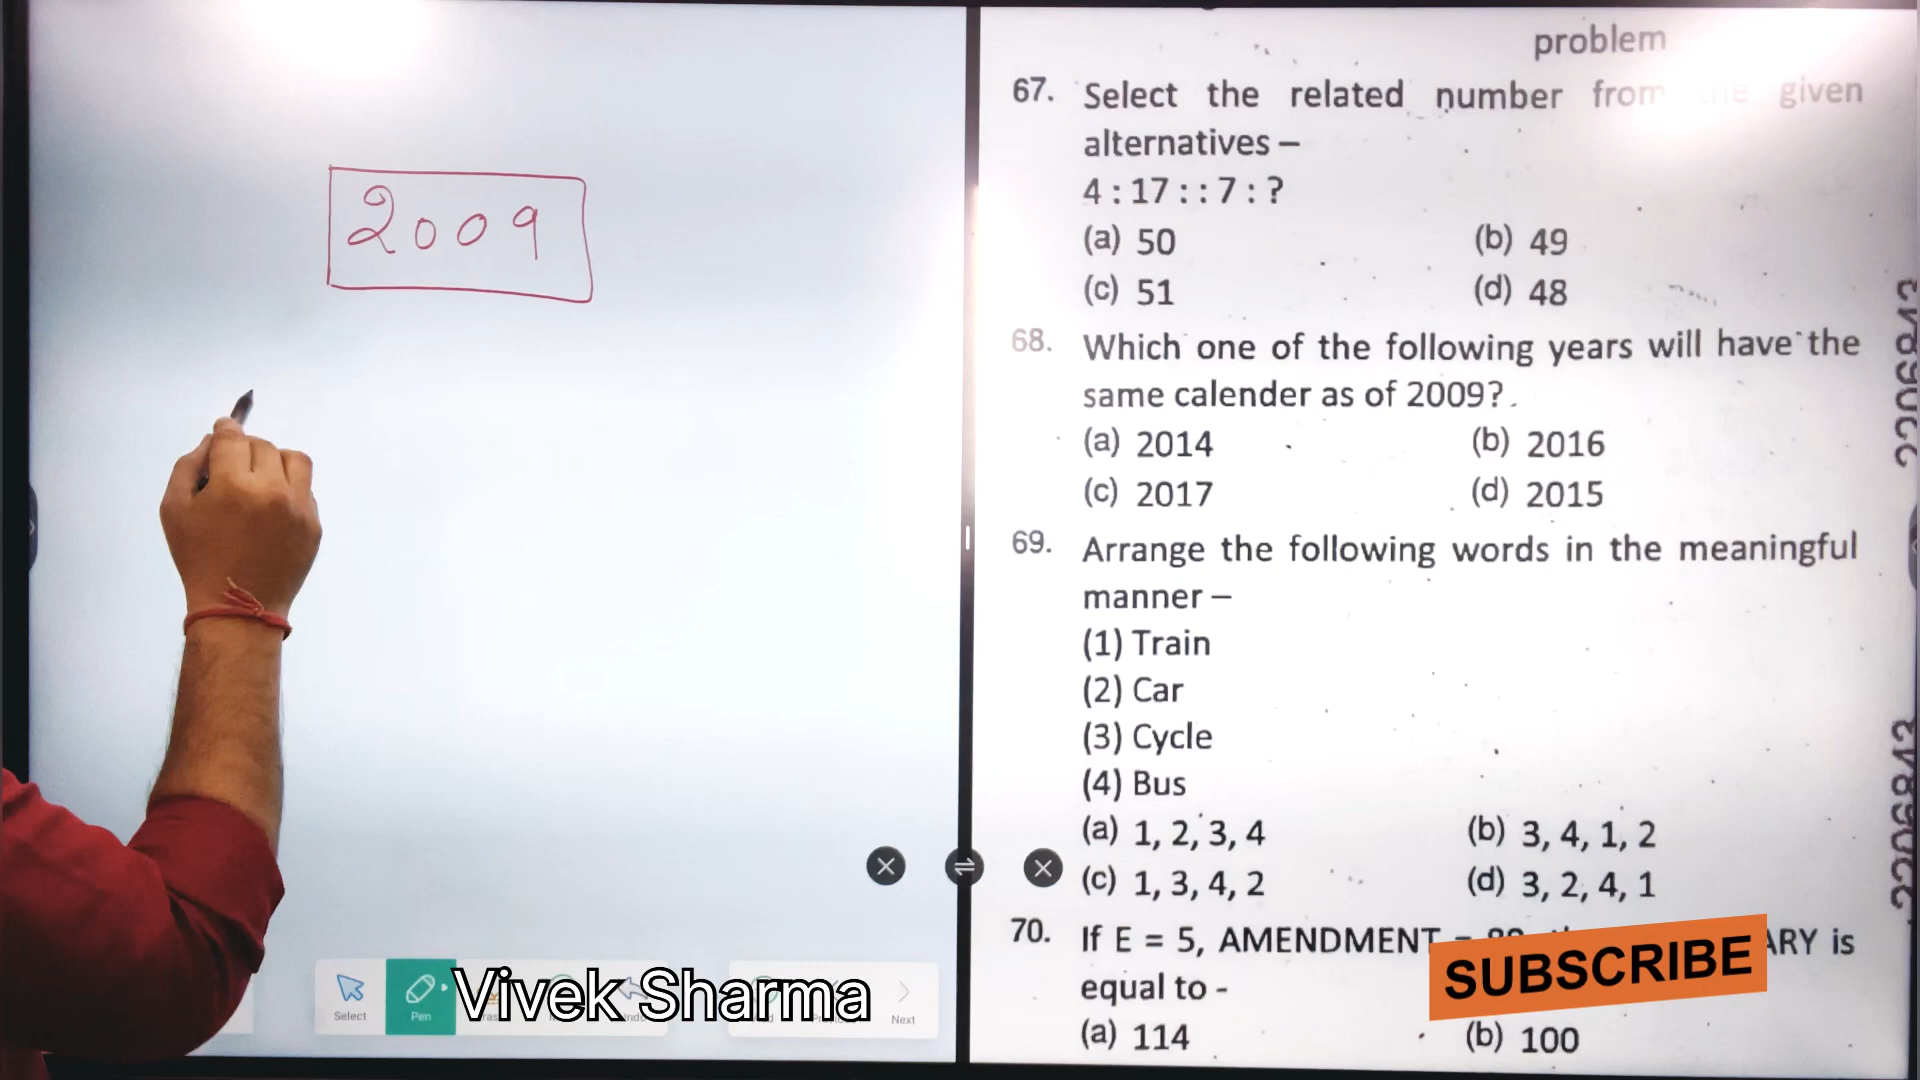 2009
problem
67. Select the related number from the given
alternatives –
4 : 17 : : 7 : ?
(a) 50 (b) 49
(c) 51 (d) 48
68. Which one of the following years will have the
same calender as of 2009?
(a) 2014 (b) 2016
(c) 2017 (d) 2015
69. Arrange the following words in the meaningful
manner –
(1) Train
(2) Car
(3) Cycle
(4) Bus
(a) 1, 2, 3, 4 (b) 3, 4, 1, 2
(c) 1, 3, 4, 2 (d) 3, 2, 4, 1
70. If E = 5, AMENDMENT ARY is
equal to -
(a) 114 (b) 100
2206842
2206842
SUBSCRIBE
Vivek Sharma
Select
Pen
Next